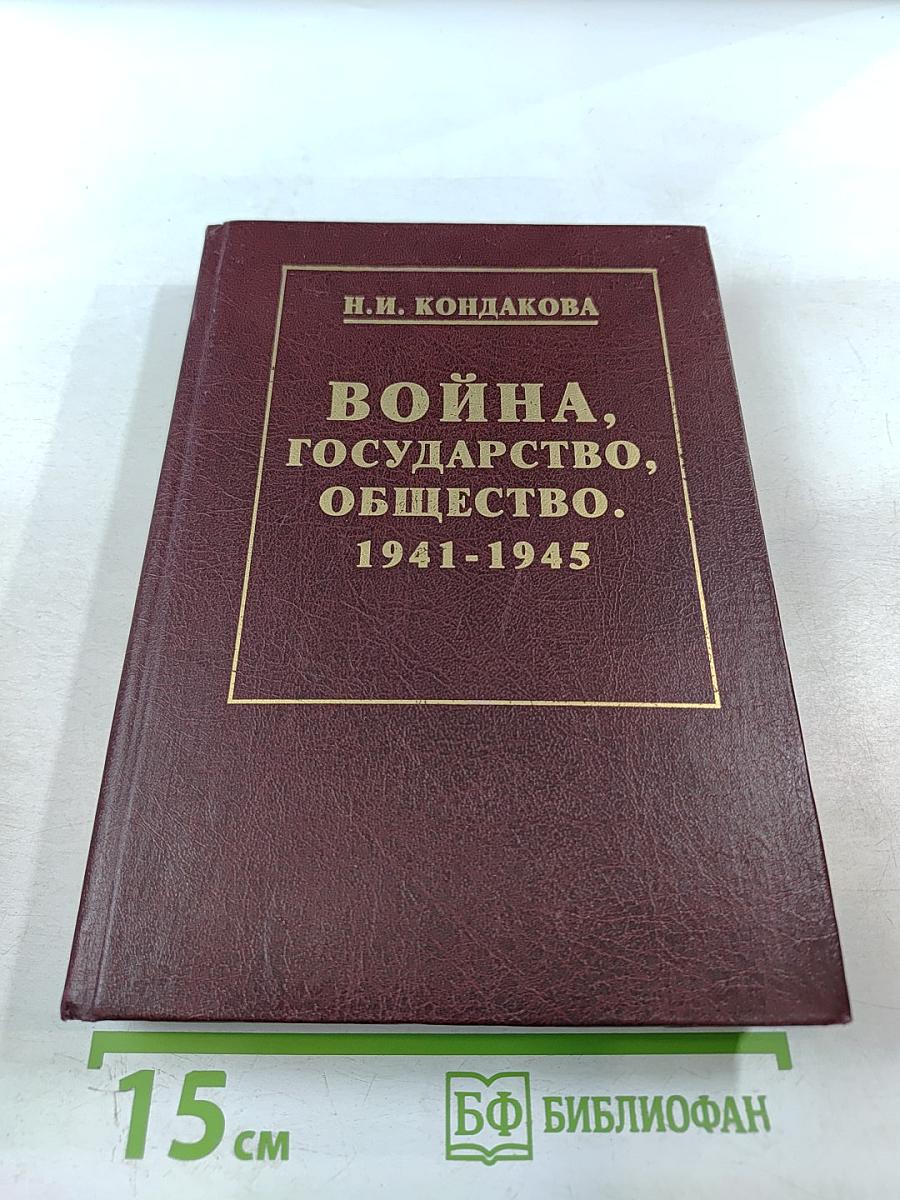 Н.И. КОНДАКОВА
ВОЙНА,
ГОСУДАРСТВО,
ОБЩЕСТВО.
1941-1945
15 см
БФ БИБЛИОФАН